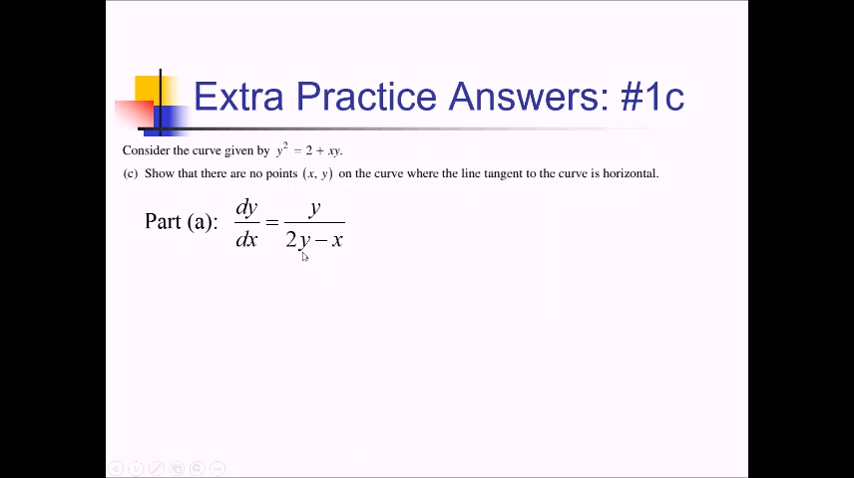 Extra Practice Answers: #1c
Consider the curve given by y² = 2 + xy.
(c) Show that there are no points (x, y) on the curve where the line tangent to the curve is horizontal.
Part (a): dy/dx = y/(2y − x)